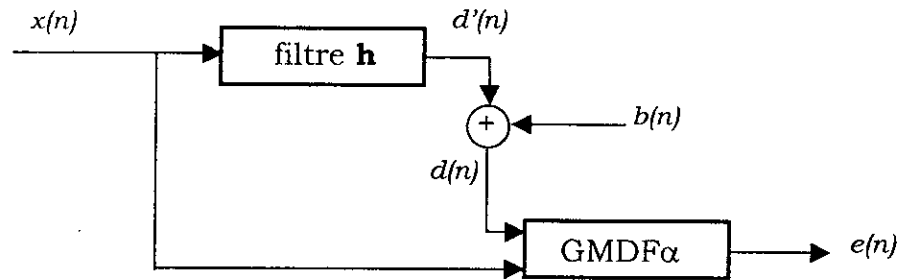 x(n)
d'(n)
filtre h
+
b(n)
d(n)
GMDFα
e(n)